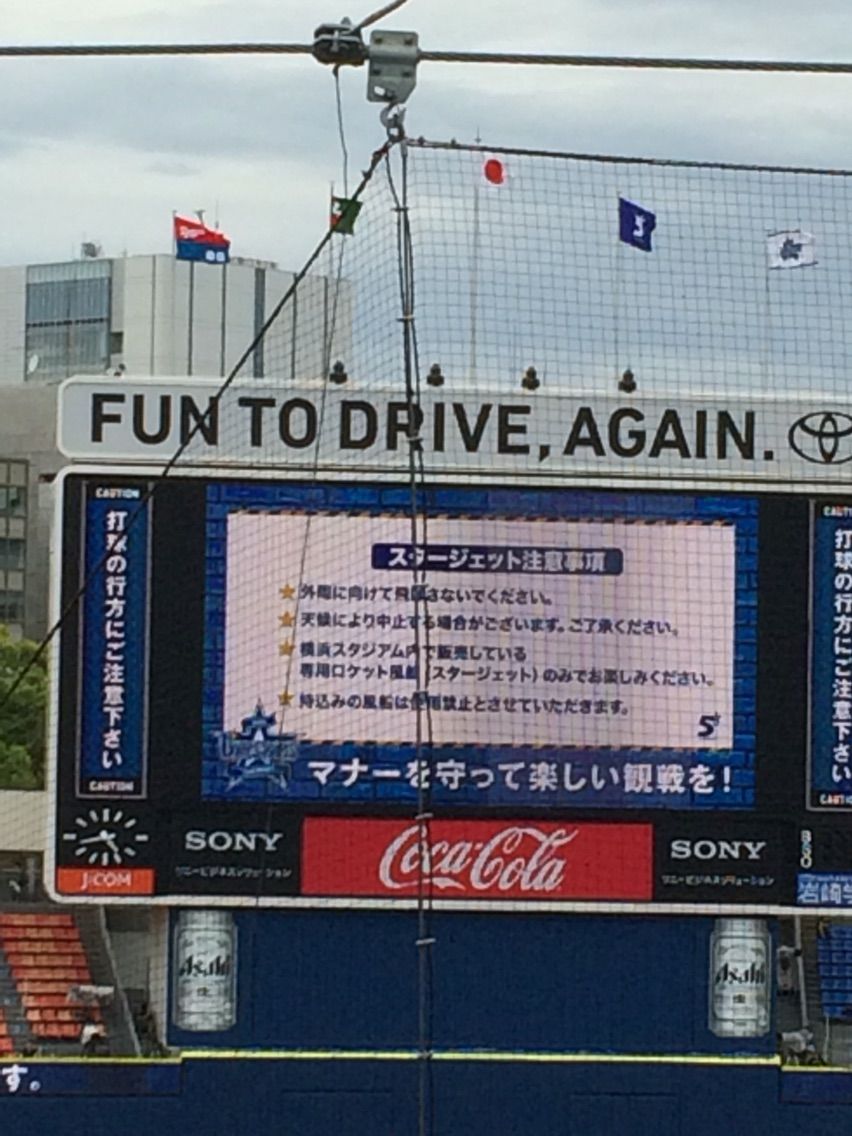 FUN TO DRIVE, AGAIN.
CAUTION
打球の行方にご注意下さい
CAUTION
スタージェット注意事項
外周に向けて飛ばさないでください。
天候により中止する場合がございます。ご了承ください。
横浜スタジアム内で販売している
専用ロケット風船(スタージェット)のみでお楽しみください。
持込みの風船は使用禁止とさせていただきます。
5
マナーを守って楽しい観戦を!
打球の行方にご注意下さい
J:COM
SONY
Coca-Cola
SONY
B
S
O
Asahi
生
Asahi
生
す。